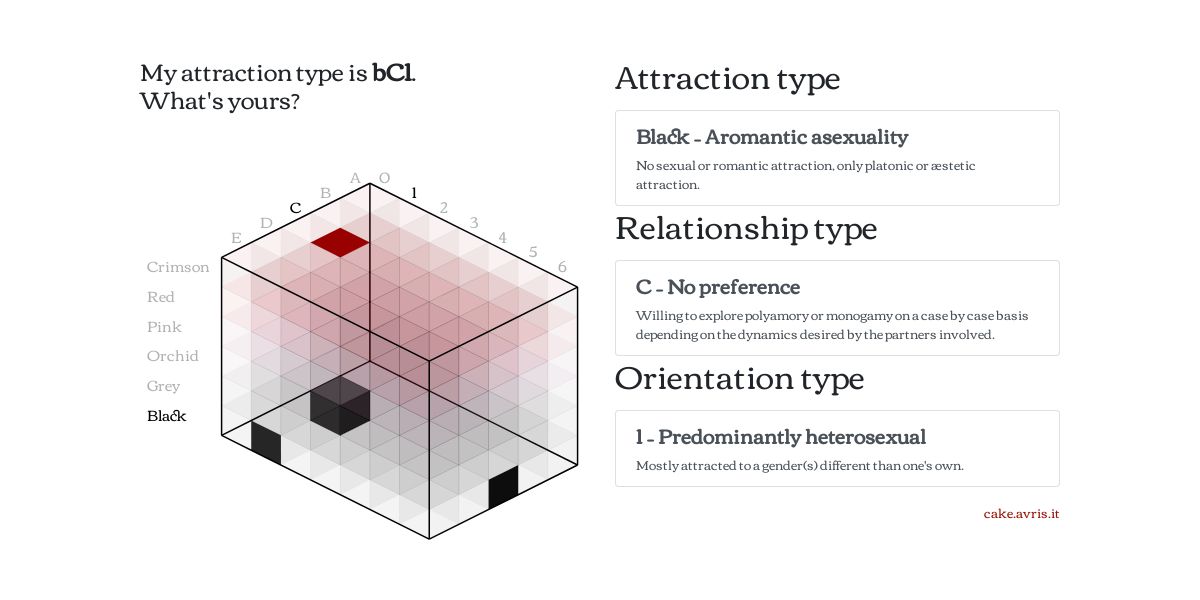 My attraction type is bC1.
What's yours?
A O
B 1
C 2
D 3
E 4
5
6
Crimson
Red
Pink
Orchid
Grey
Black
Attraction type
Black - Aromantic asexuality
No sexual or romantic attraction, only platonic or æstetic
attraction.
Relationship type
C - No preference
Willing to explore polyamory or monogamy on a case by case basis
depending on the dynamics desired by the partners involved.
Orientation type
1 - Predominantly heterosexual
Mostly attracted to a gender(s) different than one's own.
cake.avris.it